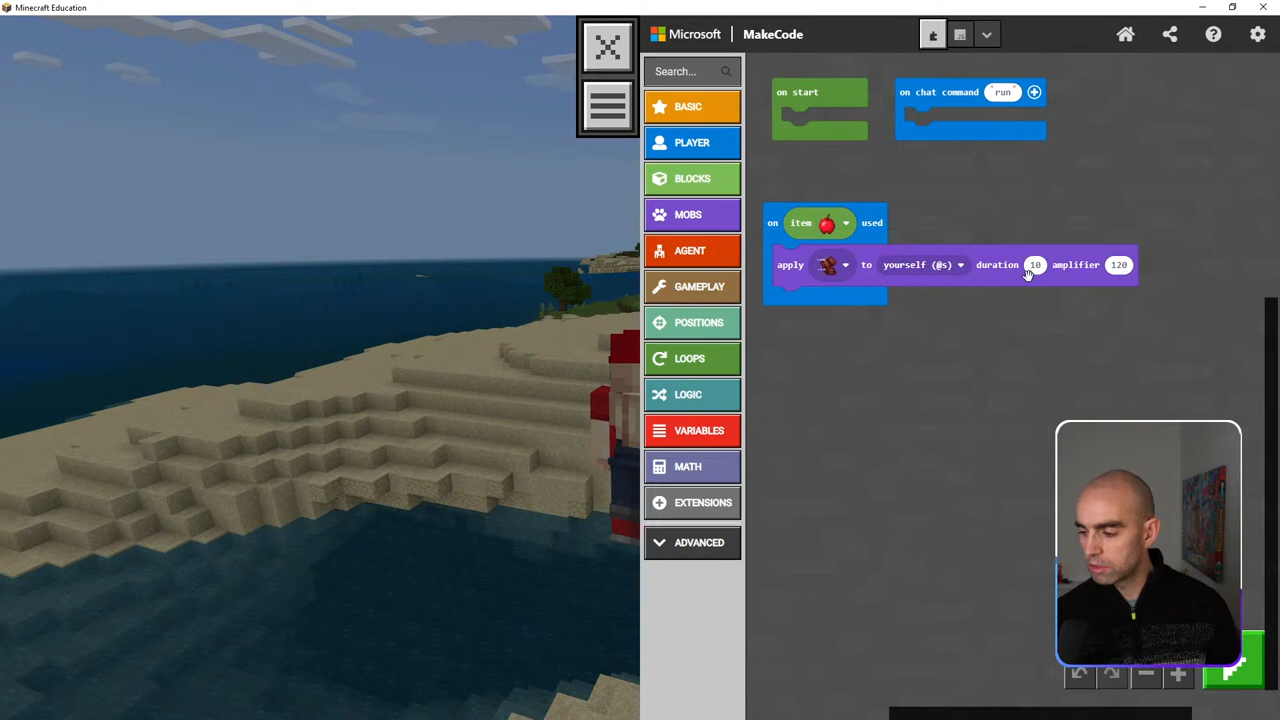 Minecraft Education
Microsoft | MakeCode
Search...
BASIC
PLAYER
BLOCKS
MOBS
AGENT
GAMEPLAY
POSITIONS
LOOPS
LOGIC
VARIABLES
MATH
EXTENSIONS
ADVANCED
on start
on chat command "run"
on item used
apply to yourself (@s) duration 10 amplifier 120